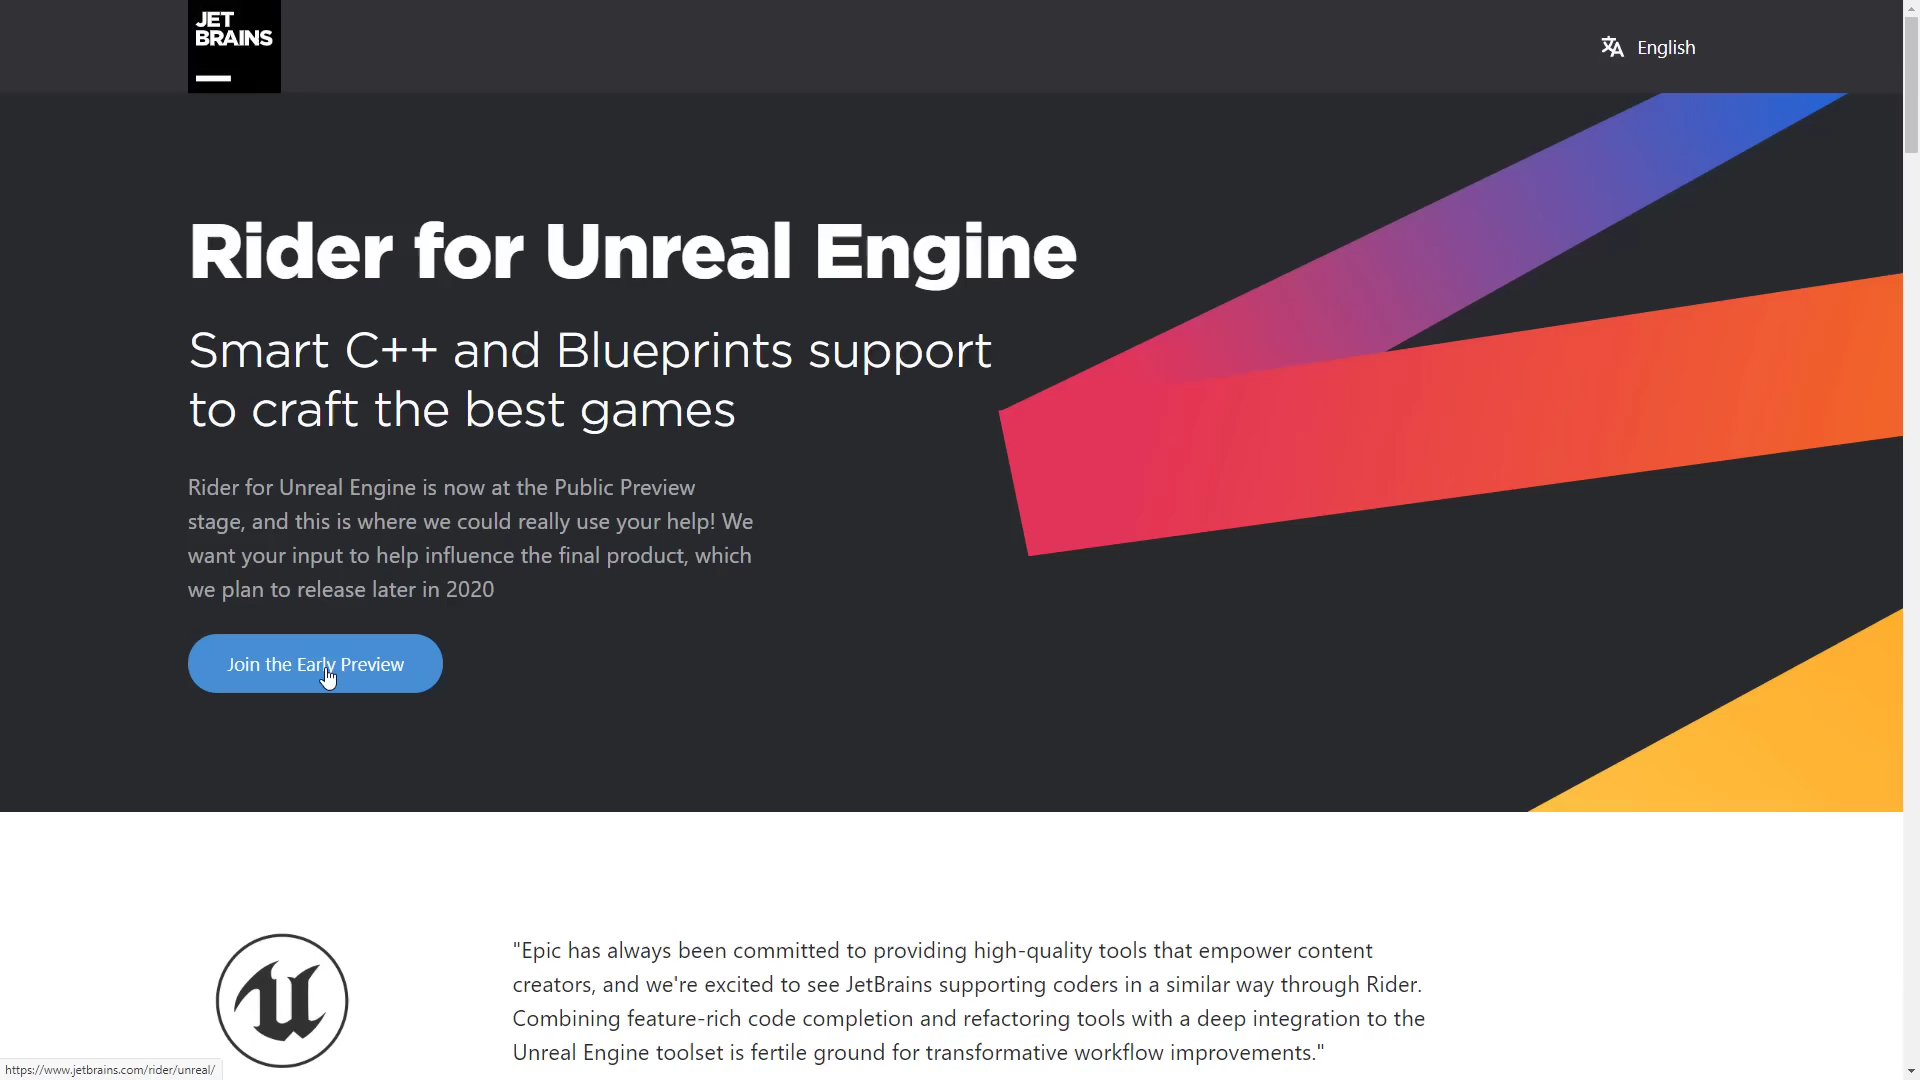 JET
BRAINS
English
Rider for Unreal Engine
Smart C++ and Blueprints support
to craft the best games
Rider for Unreal Engine is now at the Public Preview
stage, and this is where we could really use your help! We
want your input to help influence the final product, which
we plan to release later in 2020
Join the Early Preview
"Epic has always been committed to providing high-quality tools that empower content
creators, and we're excited to see JetBrains supporting coders in a similar way through Rider.
Combining feature-rich code completion and refactoring tools with a deep integration to the
Unreal Engine toolset is fertile ground for transformative workflow improvements."
https://www.jetbrains.com/rider/unreal/